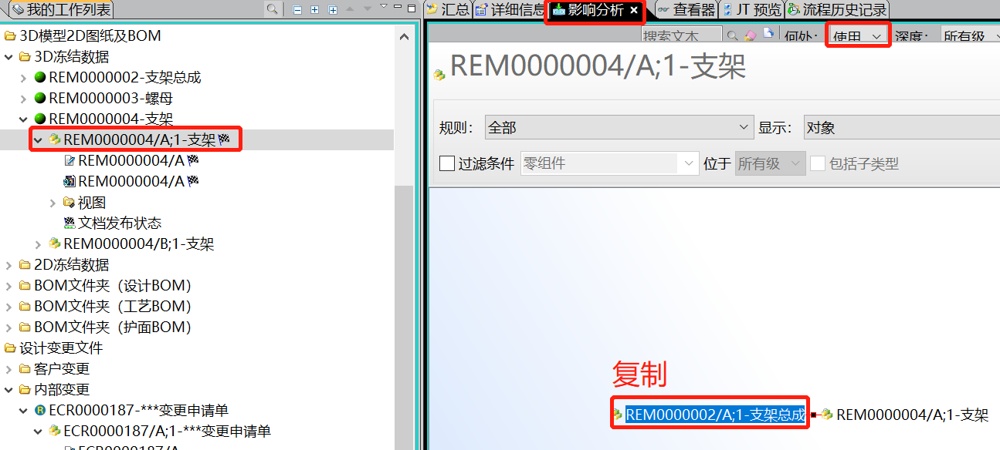 我的工作列表
3D模型2D图纸及BOM
3D冻结数据
REM0000002-支架总成
REM0000003-螺母
REM0000004-支架
REM0000004/A;1-支架
REM0000004/A
REM0000004/A
视图
文档发布状态
REM0000004/B;1-支架
2D冻结数据
BOM文件夹（设计BOM）
BOM文件夹（工艺BOM）
BOM文件夹（护面BOM）
设计变更文件
客户变更
内部变更
ECR0000187-***变更申请单
ECR0000187/A;1-***变更申请单
ECR0000187/A
汇总 详细信息 影响分析 查看器 JT 预览 流程历史记录
搜索文本 何处： 使用 深度： 所有级
REM0000004/A;1-支架
规则： 全部 显示： 对象
过滤条件 零组件 位于 所有级 包括子类型
复制
REM0000002/A;1-支架总成 REM0000004/A;1-支架